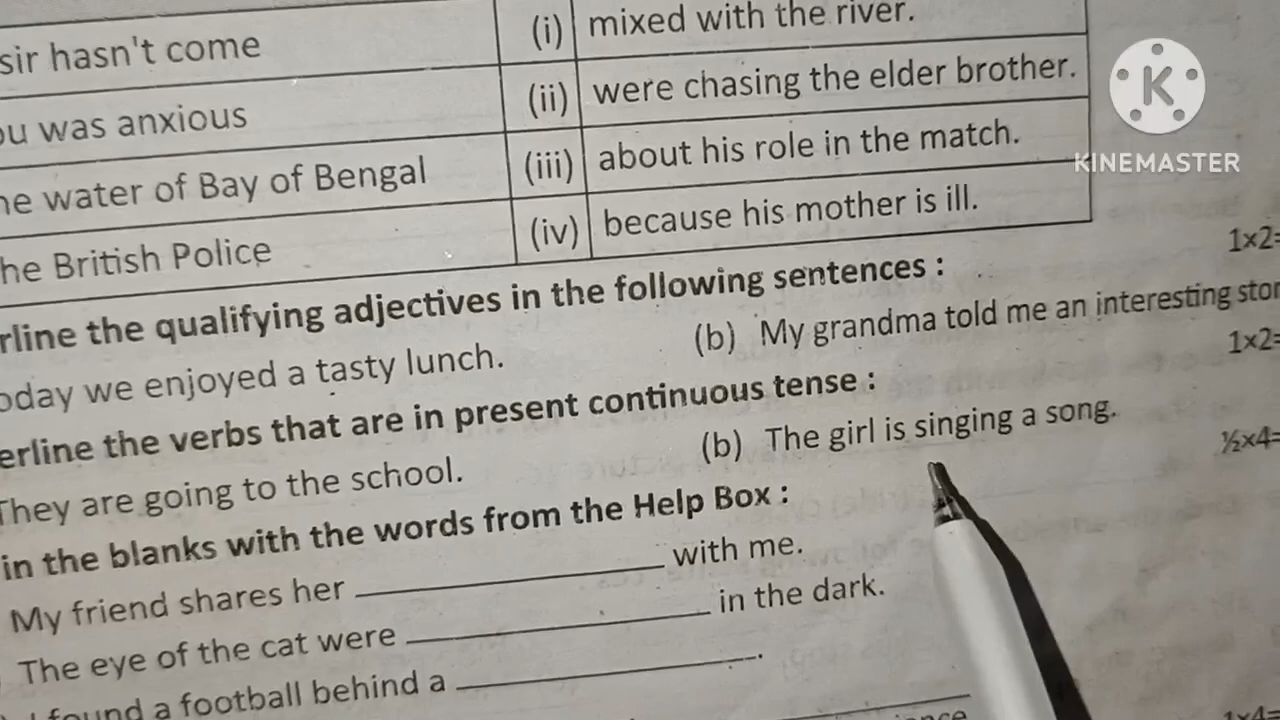 sir hasn't come (i) mixed with the river.
was anxious (ii) were chasing the elder brother.
water of Bay of Bengal (iii) about his role in the match.
British Police (iv) because his mother is ill.
the qualifying adjectives in the following sentences : 1×2=
we enjoyed a tasty lunch. (b) My grandma told me an interesting
the verbs that are in present continuous tense : 1×2=
They are going to the school. (b) The girl is singing a song.
in the blanks with the words from the Help Box : ½×4=
My friend shares her ____ with me.
The eye of the cat were ____ in the dark.
found a football behind a ____.
1×4=
K
KINEMASTER